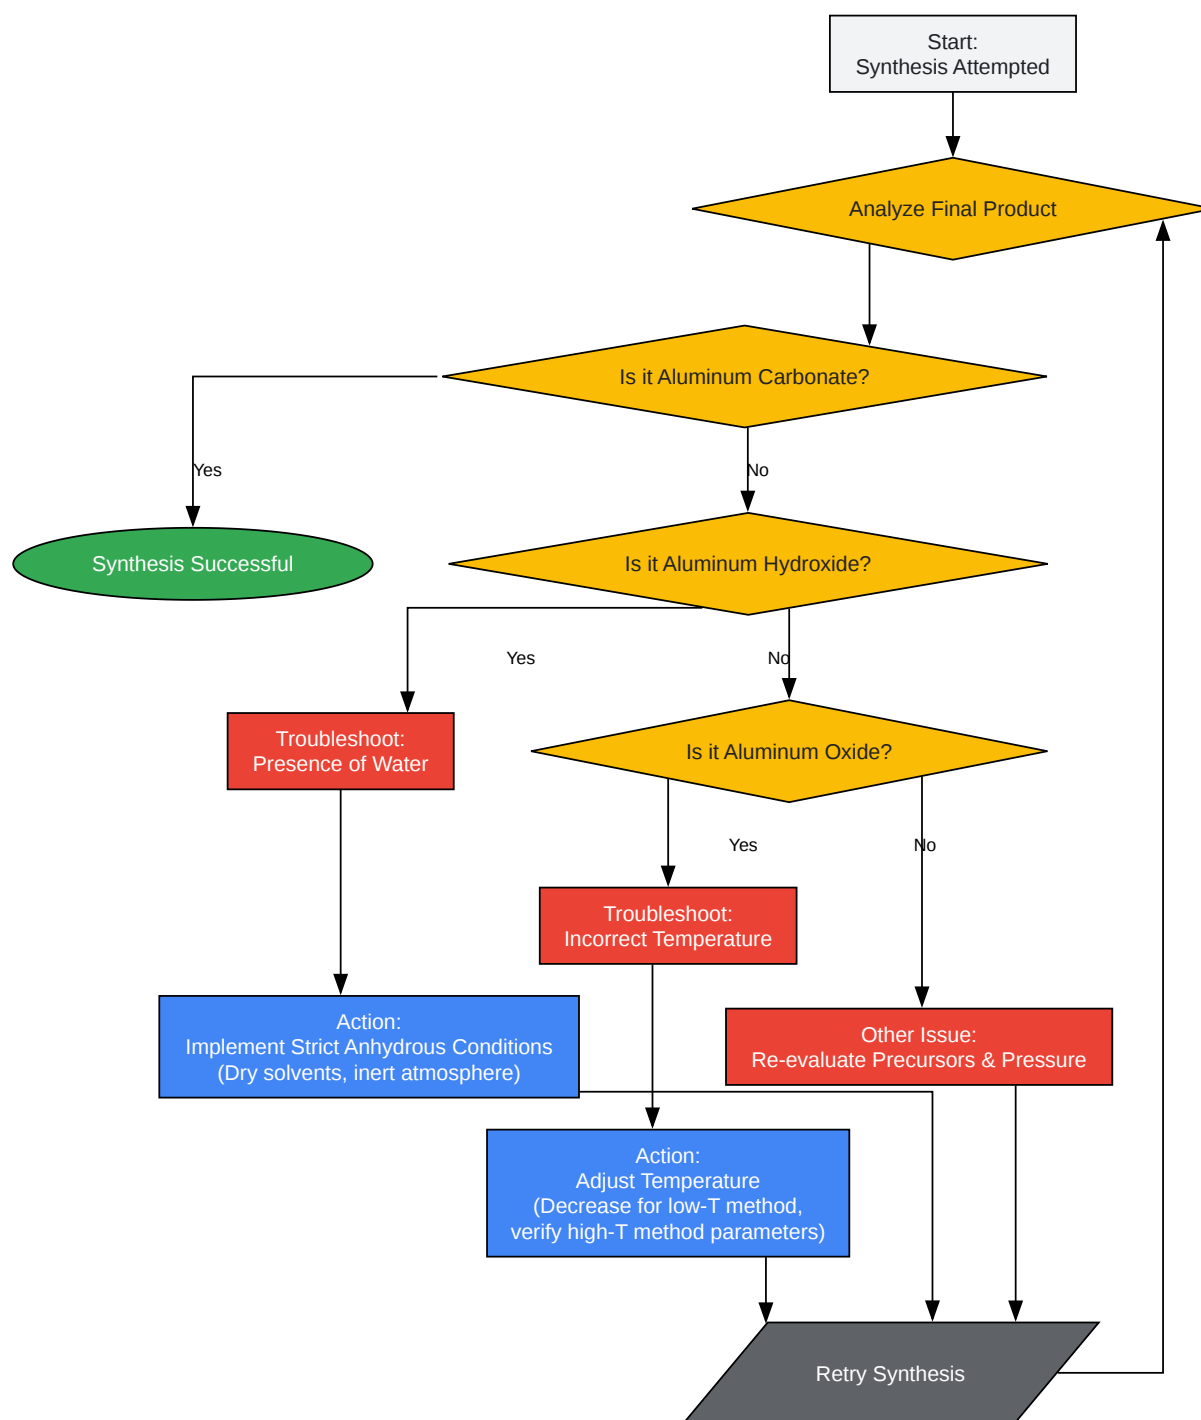 Start:
Synthesis Attempted
Analyze Final Product
Is it Aluminum Carbonate?
Yes
No
Synthesis Successful
Is it Aluminum Hydroxide?
Yes
No
Troubleshoot:
Presence of Water
Is it Aluminum Oxide?
Yes
No
Troubleshoot:
Incorrect Temperature
Action:
Implement Strict Anhydrous Conditions
(Dry solvents, inert atmosphere)
Other Issue:
Re-evaluate Precursors & Pressure
Action:
Adjust Temperature
(Decrease for low-T method,
verify high-T method parameters)
Retry Synthesis